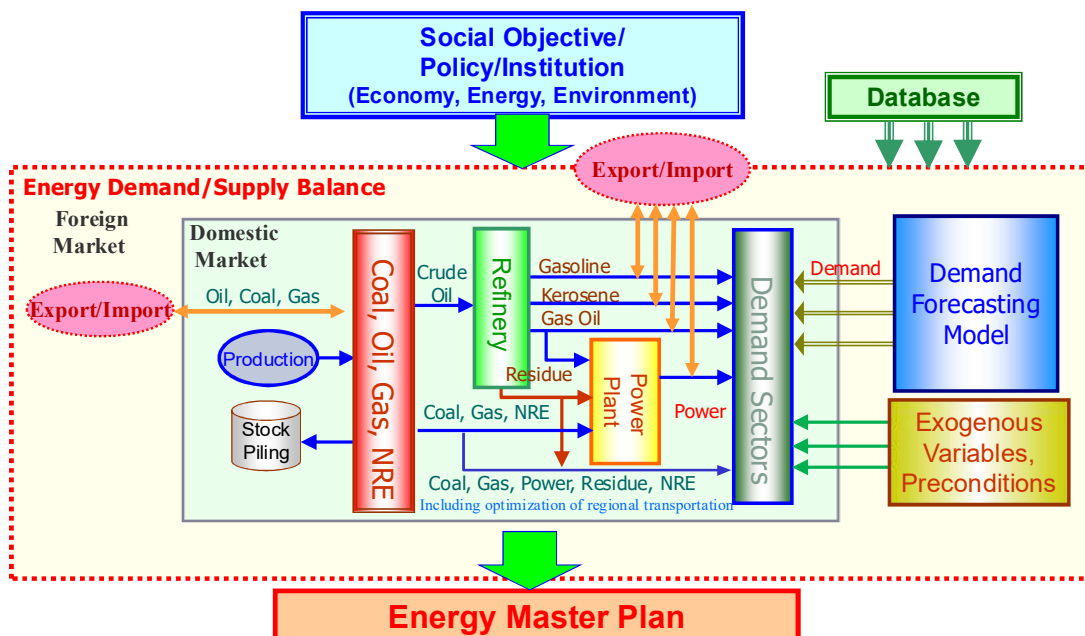 Social Objective/
Policy/Institution
(Economy, Energy, Environment)
Database
Export/Import
Energy Demand/Supply Balance
Foreign
Market
Domestic
Market
Oil, Coal, Gas
Export/Import
Production
Stock
Piling
Coal, Oil, Gas, NRE
Crude
Oil
Refinery
Gasoline
Kerosene
Gas Oil
Residue
Power
Plant
Power
Coal, Gas, NRE
Coal, Gas, Power, Residue, NRE
Including optimization of regional transportation
Demand Sectors
Demand
Demand
Forecasting
Model
Exogenous
Variables,
Preconditions
Energy Master Plan